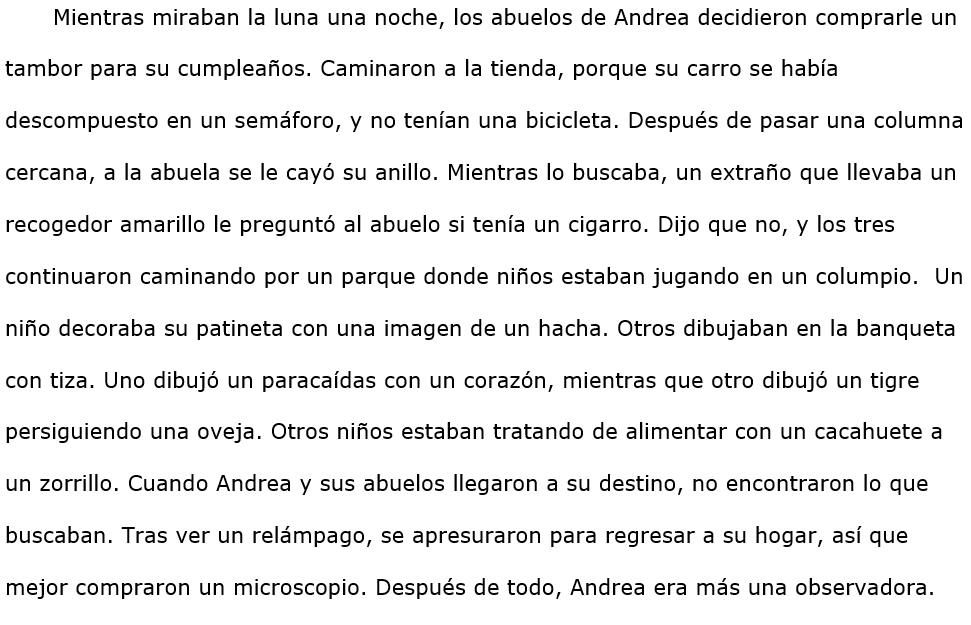 Mientras miraban la luna una noche, los abuelos de Andrea decidieron comprarle un
tambor para su cumpleaños. Caminaron a la tienda, porque su carro se había
descompuesto en un semáforo, y no tenían una bicicleta. Después de pasar una columna
cercana, a la abuela se le cayó su anillo. Mientras lo buscaba, un extraño que llevaba un
recogedor amarillo le preguntó al abuelo si tenía un cigarro. Dijo que no, y los tres
continuaron caminando por un parque donde niños estaban jugando en un columpio.  Un
niño decoraba su patineta con una imagen de un hacha. Otros dibujaban en la banqueta
con tiza. Uno dibujó un paracaídas con un corazón, mientras que otro dibujó un tigre
persiguiendo una oveja. Otros niños estaban tratando de alimentar con un cacahuete a
un zorrillo. Cuando Andrea y sus abuelos llegaron a su destino, no encontraron lo que
buscaban. Tras ver un relámpago, se apresuraron para regresar a su hogar, así que
mejor compraron un microscopio. Después de todo, Andrea era más una observadora.